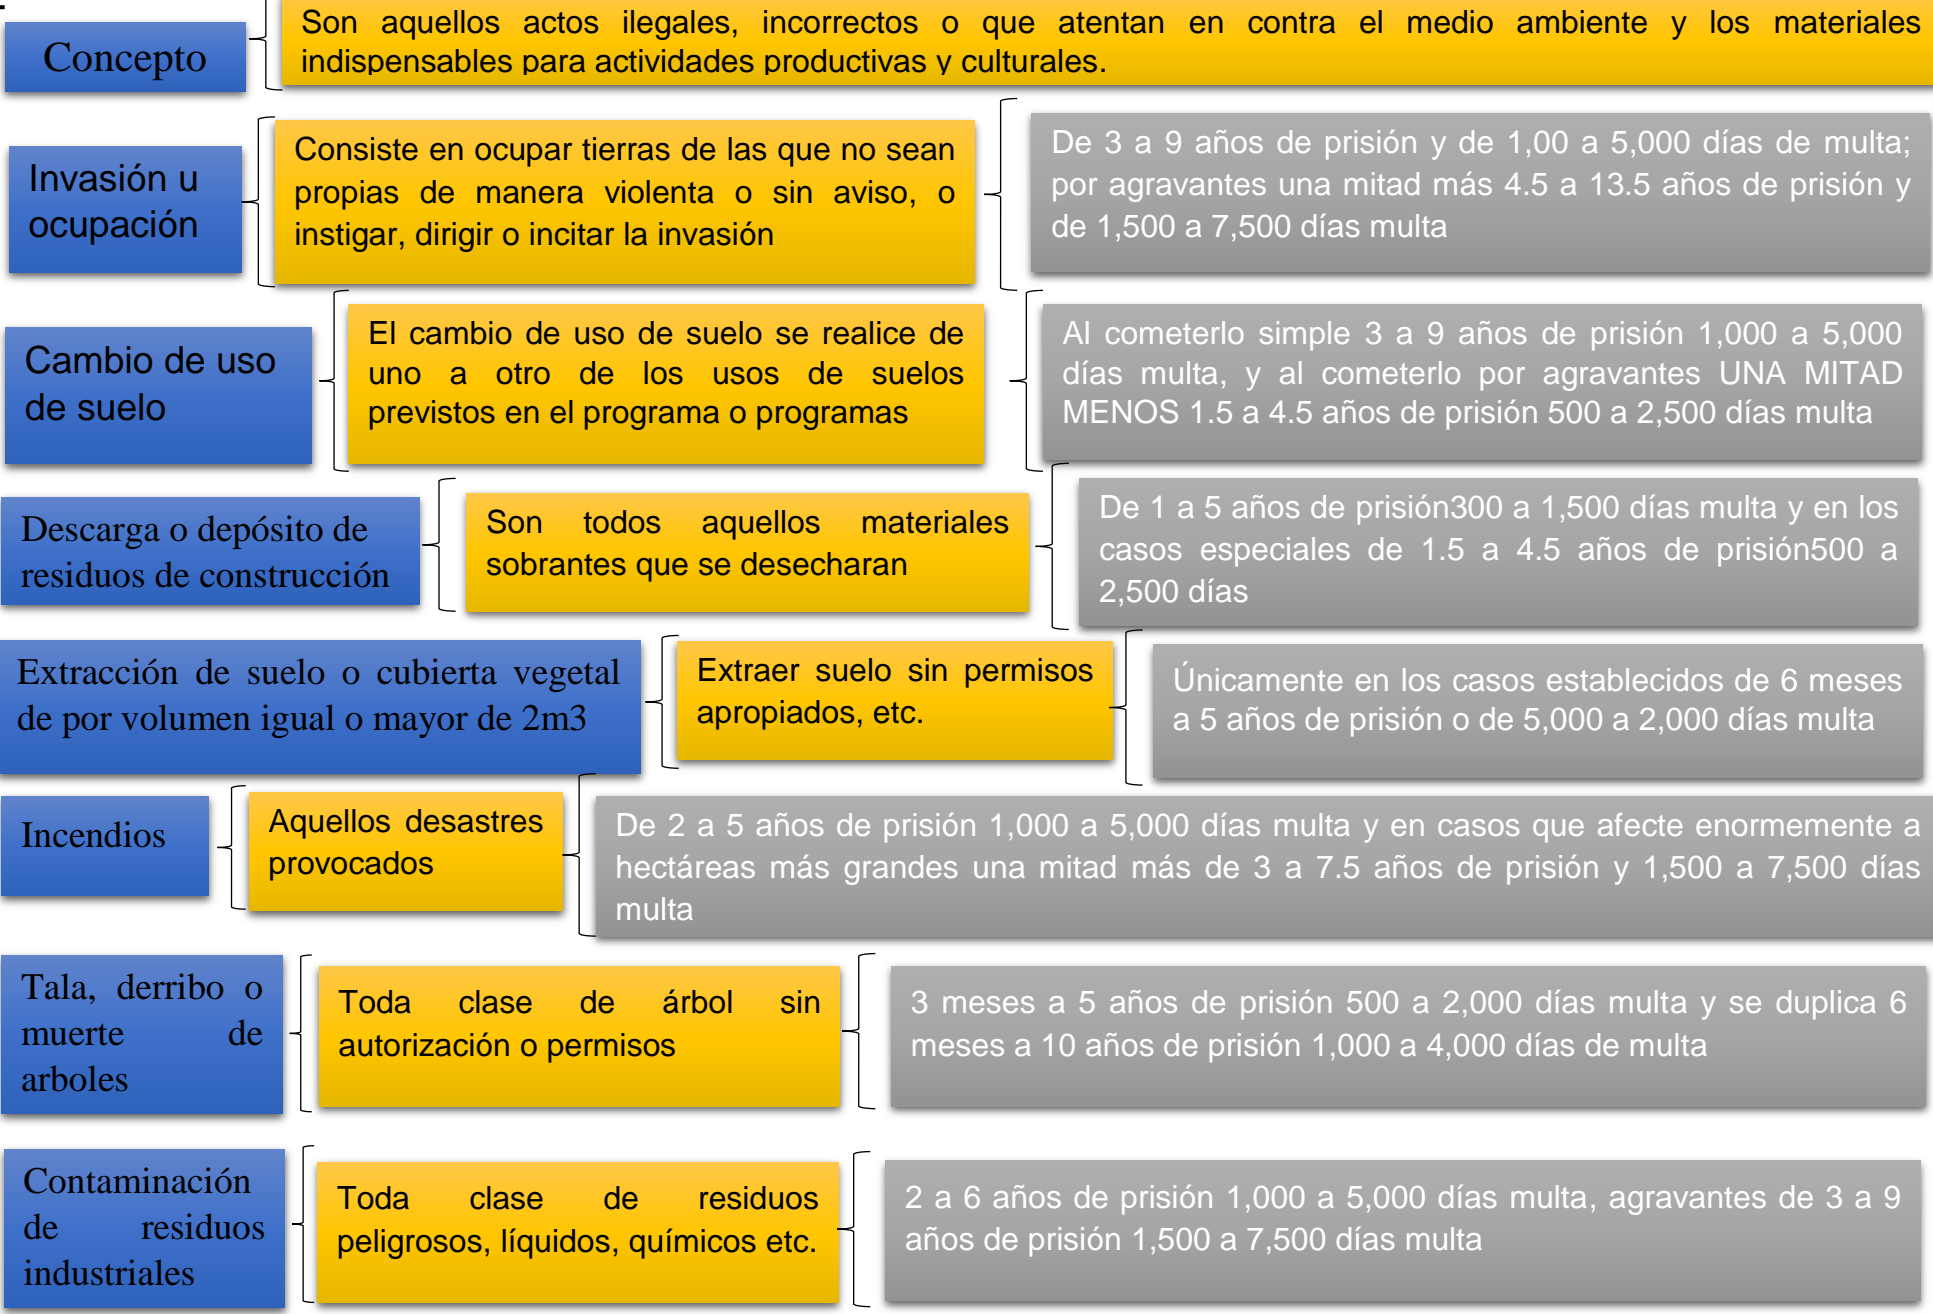 Concepto
Son aquellos actos ilegales, incorrectos o que atentan en contra el medio ambiente y los materiales
indispensables para actividades productivas y culturales.
Invasión u
ocupación
Consiste en ocupar tierras de las que no sean
propias de manera violenta o sin aviso, o
instigar, dirigir o incitar la invasión
De 3 a 9 años de prisión y de 1,00 a 5,000 días de multa;
por agravantes una mitad más 4.5 a 13.5 años de prisión y
de 1,500 a 7,500 días multa
Cambio de uso
de suelo
El cambio de uso de suelo se realice de
uno a otro de los usos de suelos
previstos en el programa o programas
Al cometerlo simple 3 a 9 años de prisión 1,000 a 5,000
días multa, y al cometerlo por agravantes UNA MITAD
MENOS 1.5 a 4.5 años de prisión 500 a 2,500 días multa
Descarga o depósito de
residuos de construcción
Son todos aquellos materiales
sobrantes que se desecharan
De 1 a 5 años de prisión300 a 1,500 días multa y en los
casos especiales de 1.5 a 4.5 años de prisión500 a
2,500 días
Extracción de suelo o cubierta vegetal
de por volumen igual o mayor de 2m3
Extraer suelo sin permisos
apropiados, etc.
Únicamente en los casos establecidos de 6 meses
a 5 años de prisión o de 5,000 a 2,000 días multa
Incendios
Aquellos desastres
provocados
De 2 a 5 años de prisión 1,000 a 5,000 días multa y en casos que afecte enormemente a
hectáreas más grandes una mitad más de 3 a 7.5 años de prisión y 1,500 a 7,500 días
multa
Tala, derribo o
muerte de
arboles
Toda clase de árbol sin
autorización o permisos
3 meses a 5 años de prisión 500 a 2,000 días multa y se duplica 6
meses a 10 años de prisión 1,000 a 4,000 días de multa
Contaminación
de residuos
industriales
Toda clase de residuos
peligrosos, líquidos, químicos etc.
2 a 6 años de prisión 1,000 a 5,000 días multa, agravantes de 3 a 9
años de prisión 1,500 a 7,500 días multa